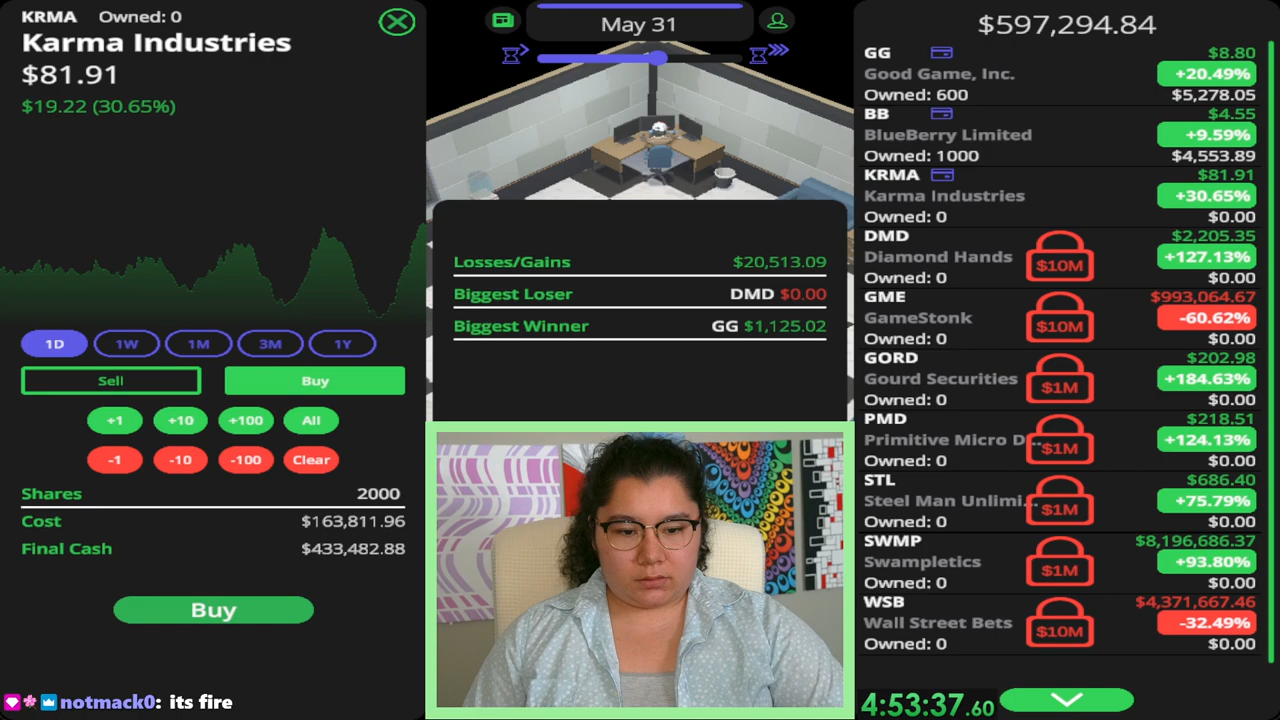 KRMA Owned: 0
Karma Industries
$81.91
$19.22 (30.65%)
1D 1W 1M 3M 1Y
Sell Buy
+1 +10 +100 All
-1 -10 -100 Clear
Shares 2000
Cost $163,811.96
Final Cash $433,482.88
Buy
notmack0: its fire
May 31
Losses/Gains $20,513.09
Biggest Loser DMD $0.00
Biggest Winner GG $1,125.02
$597,294.84
GG $8.80
Good Game, Inc. +20.49%
Owned: 600 $5,278.05
BB $4.55
BlueBerry Limited +9.59%
Owned: 1000 $4,553.89
KRMA $81.91
Karma Industries +30.65%
Owned: 0 $0.00
DMD $2,205.35
Diamond Hands $10M +127.13%
Owned: 0 $0.00
GME $993,064.67
GameStonk $10M -60.62%
Owned: 0 $0.00
GORD $202.98
Gourd Securities $1M +184.63%
Owned: 0 $0.00
PMD $218.51
Primitive Micro D... $1M +124.13%
Owned: 0 $0.00
STL $686.40
Steel Man Unlimi... $1M +75.79%
Owned: 0 $0.00
SWMP $8,196,686.37
Swampletics $1M +93.80%
Owned: 0 $0.00
WSB $4,371,667.46
Wall Street Bets $10M -32.49%
Owned: 0 $0.00
4:53:37.60